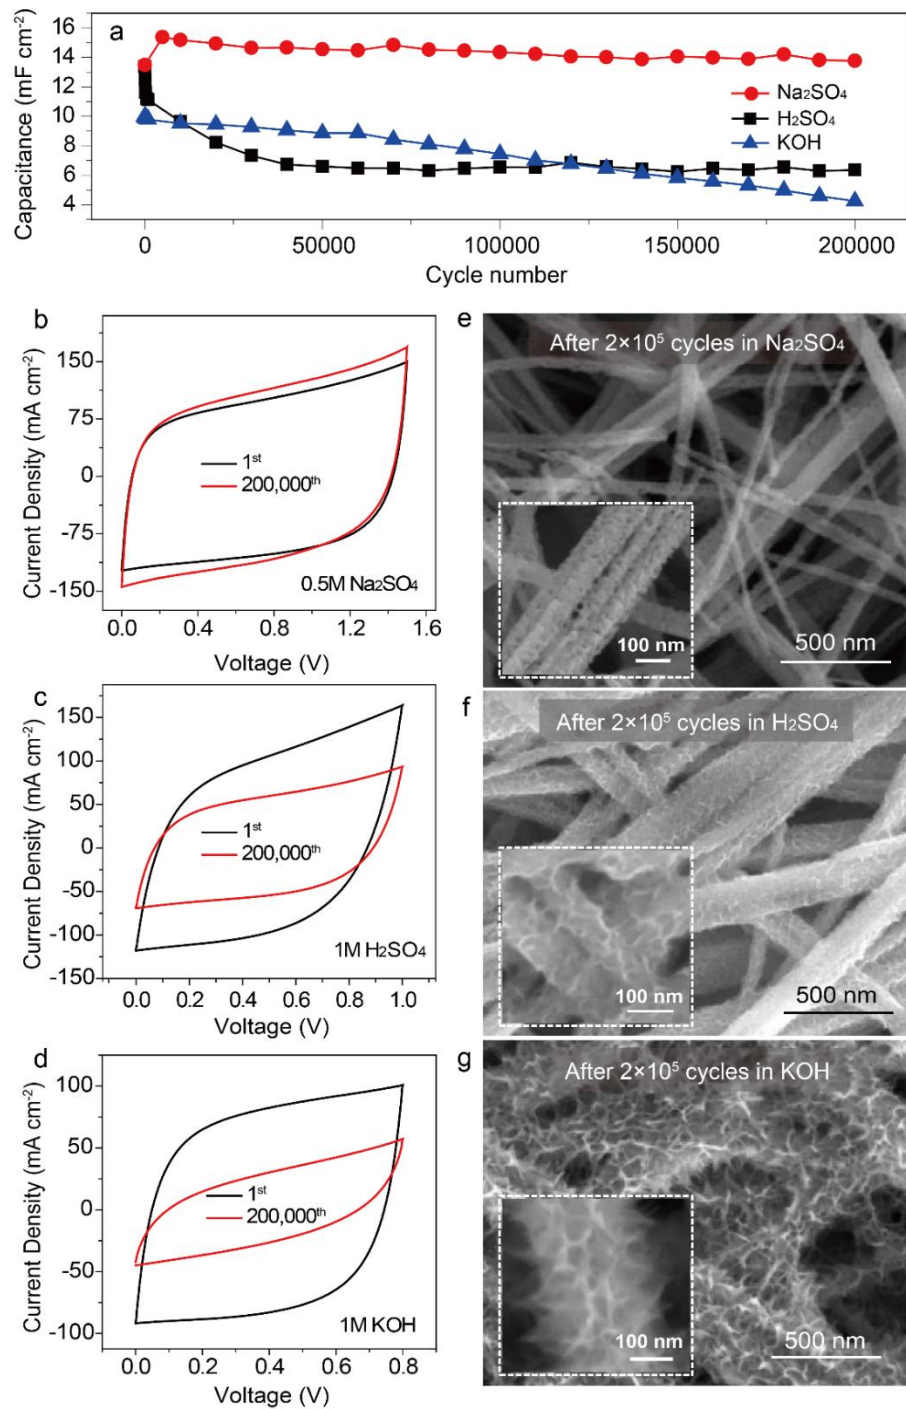 a
Capacitance (mF cm⁻²)
16
14
12
10
8
6
4
Na₂SO₄
H₂SO₄
KOH
0 50000 100000 150000 200000
Cycle number
b
Current Density (mA cm⁻²)
150
75
0
-75
-150
1ˢᵗ
200,000ᵗʰ
0.5M Na₂SO₄
0.0 0.4 0.8 1.2 1.6
Voltage (V)
e
After 2×10⁵ cycles in Na₂SO₄
100 nm
500 nm
c
Current Density (mA cm⁻²)
150
100
50
0
-50
-100
-150
1ˢᵗ
200,000ᵗʰ
1M H₂SO₄
0.0 0.2 0.4 0.6 0.8 1.0
Voltage (V)
f
After 2×10⁵ cycles in H₂SO₄
100 nm
500 nm
d
Current Density (mA cm⁻²)
100
50
0
-50
-100
1ˢᵗ
200,000ᵗʰ
1M KOH
0.0 0.2 0.4 0.6 0.8
Voltage (V)
g
After 2×10⁵ cycles in KOH
100 nm
500 nm